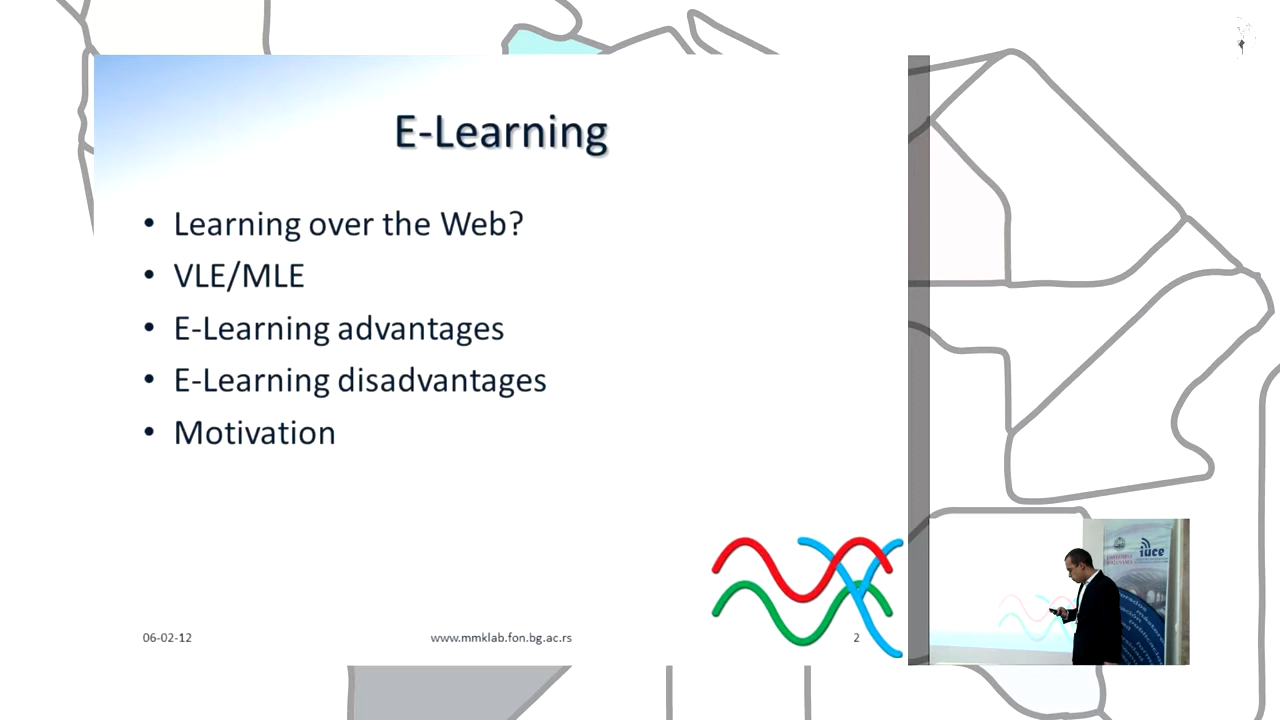 E-Learning
• Learning over the Web?
• VLE/MLE
• E-Learning advantages
• E-Learning disadvantages
• Motivation
06-02-12
www.mmklab.fon.bg.ac.rs
2
iuce